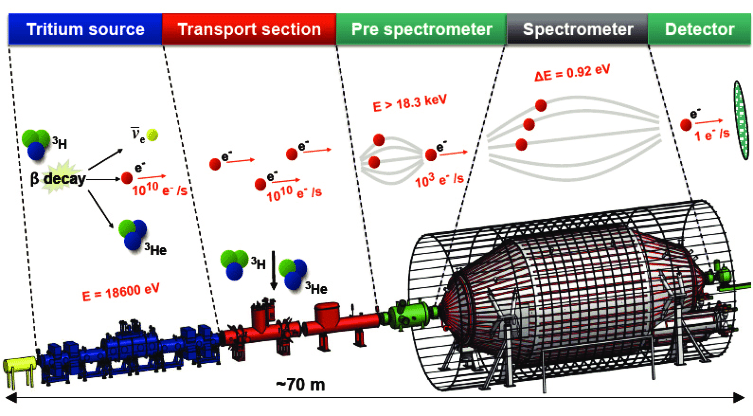 Tritium source
Transport section
Pre spectrometer
Spectrometer
Detector
ΔE = 0.92 eV
E > 18.3 keV
³H
ν̅ₑ
e⁻
e⁻
e⁻
e⁻
e⁻
1 e⁻/s
β decay
10¹⁰ e⁻/s
10¹⁰ e⁻/s
10³ e⁻/s
³He
³H
³He
E = 18600 eV
~70 m